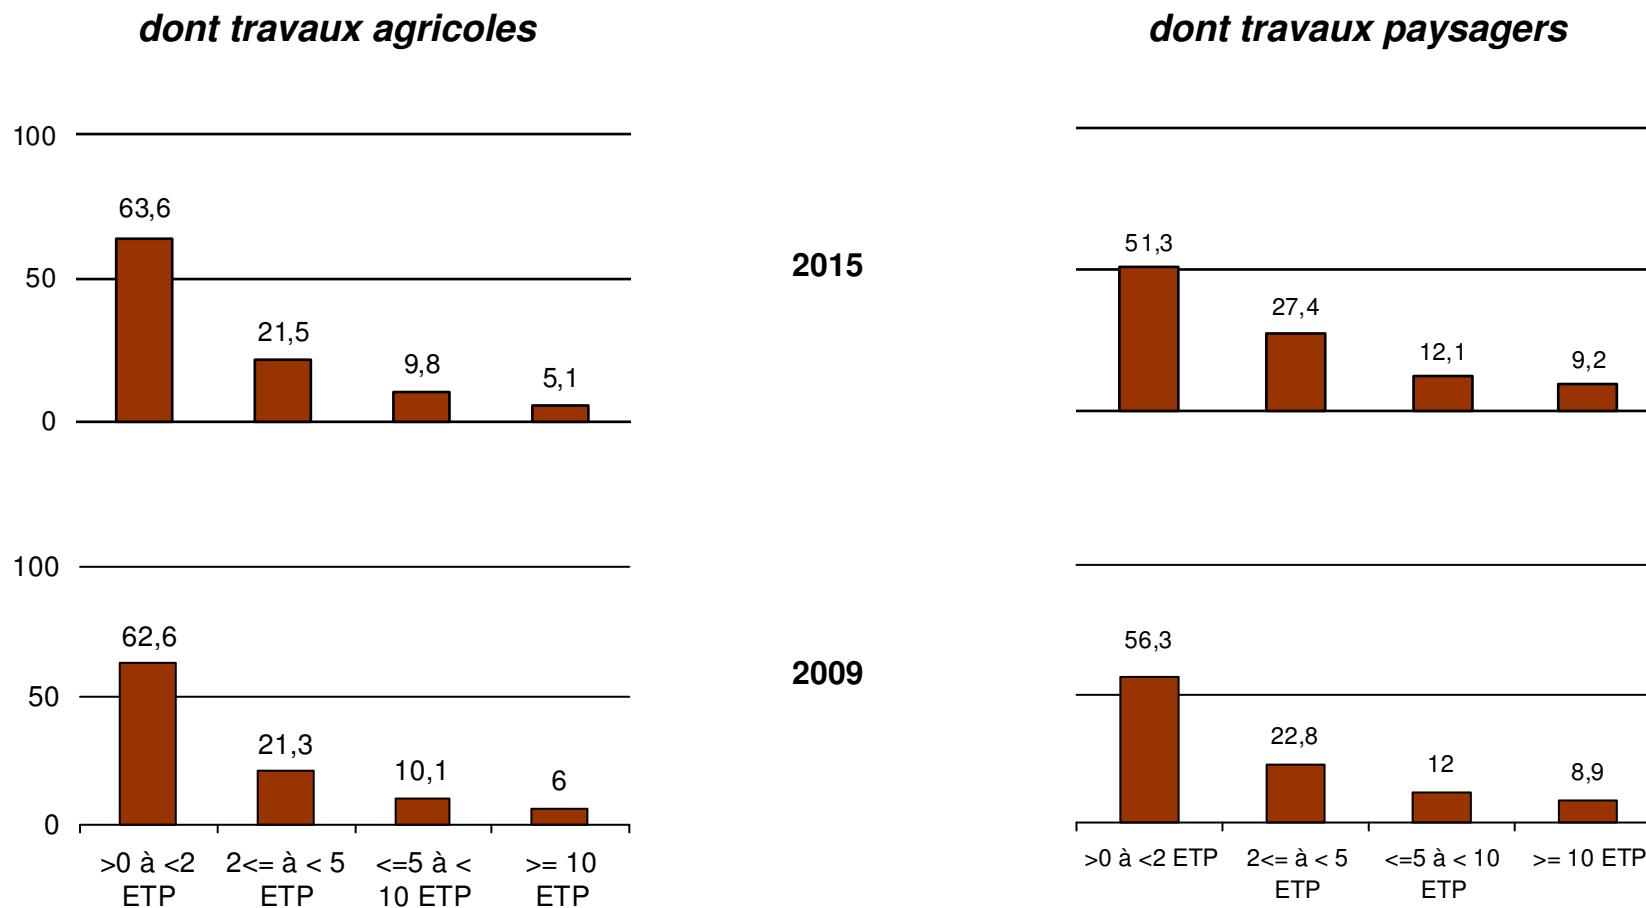 dont travaux agricoles
dont travaux paysagers
100
63,6
50
21,5
9,8
5,1
0
2015
51,3
27,4
12,1
9,2
100
62,6
50
21,3
10,1
6
0
>0 à <2
ETP
2<= à < 5
ETP
<=5 à <
10 ETP
>= 10
ETP
2009
56,3
22,8
12
8,9
>0 à <2 ETP
2<= à < 5
ETP
<=5 à < 10
ETP
>= 10 ETP